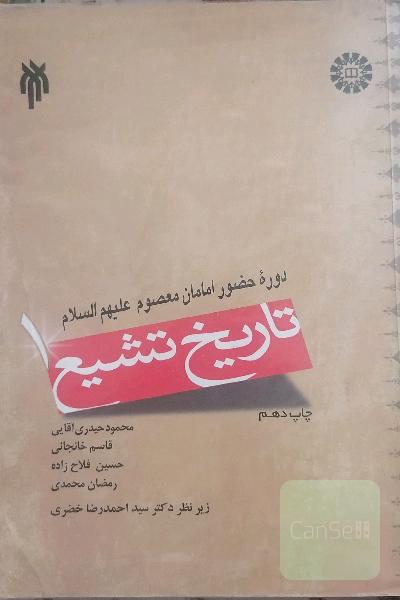 دورهٔ حضور امامان معصوم علیهم السلام
تاریخ تشیع ۱
چاپ دهم
محمود حیدری آقایی
قاسم خانجانی
حسین فلاح زاده
رمضان محمدی
زیر نظر دکتر سید احمدرضا خضری
CanSell